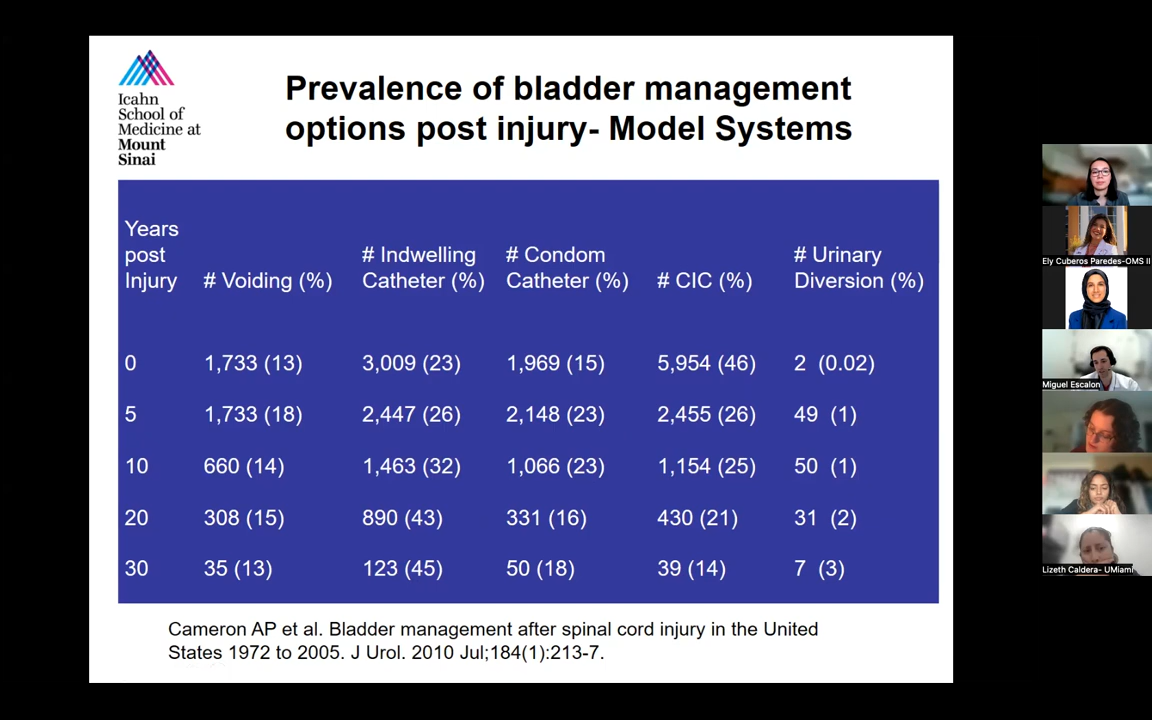 Icahn
School of
Medicine at
Mount
Sinai
Prevalence of bladder management
options post injury- Model Systems
Years
post
Injury
# Voiding (%)
# Indwelling
Catheter (%)
# Condom
Catheter (%)
# CIC (%)
# Urinary
Diversion (%)
0 1,733 (13) 3,009 (23) 1,969 (15) 5,954 (46) 2 (0.02)
5 1,733 (18) 2,447 (26) 2,148 (23) 2,455 (26) 49 (1)
10 660 (14) 1,463 (32) 1,066 (23) 1,154 (25) 50 (1)
20 308 (15) 890 (43) 331 (16) 430 (21) 31 (2)
30 35 (13) 123 (45) 50 (18) 39 (14) 7 (3)
Cameron AP et al. Bladder management after spinal cord injury in the United
States 1972 to 2005. J Urol. 2010 Jul;184(1):213-7.
Ely Cuberos Paredes-OMS II
Miguel Escalon
Lizeth Caldera- UMiami